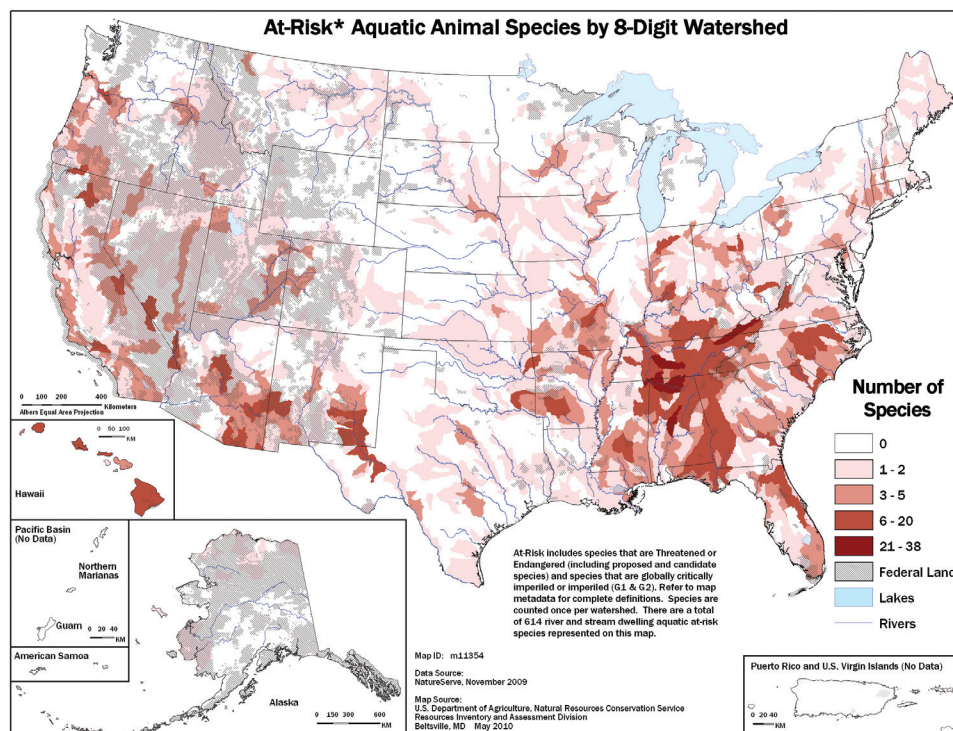 At-Risk* Aquatic Animal Species by 8-Digit Watershed
0 100 200 400
Kilometers
Albers Equal Area Projection
0 50 100
KM
Hawaii
Pacific Basin
(No Data)
Northern
Marianas
Guam
0 20 40
KM
American Samoa
Alaska
0 150 300 600
KM
At-Risk includes species that are Threatened or
Endangered (including proposed and candidate
species) and species that are globally critically
imperiled or imperiled (G1 & G2). Refer to map
metadata for complete definitions. Species are
counted once per watershed. There are a total
of 614 river and stream dwelling aquatic at-risk
species represented on this map.
Map ID: m11354
Data Source:
NatureServe, November 2009
Map Source:
U.S. Department of Agriculture, Natural Resources Conservation Service
Resources Inventory and Assessment Division
Beltsville, MD May 2010
Number of
Species
0
1 - 2
3 - 5
6 - 20
21 - 38
Federal Land
Lakes
Rivers
Puerto Rico and U.S. Virgin Islands (No Data)
0 20 40
KM